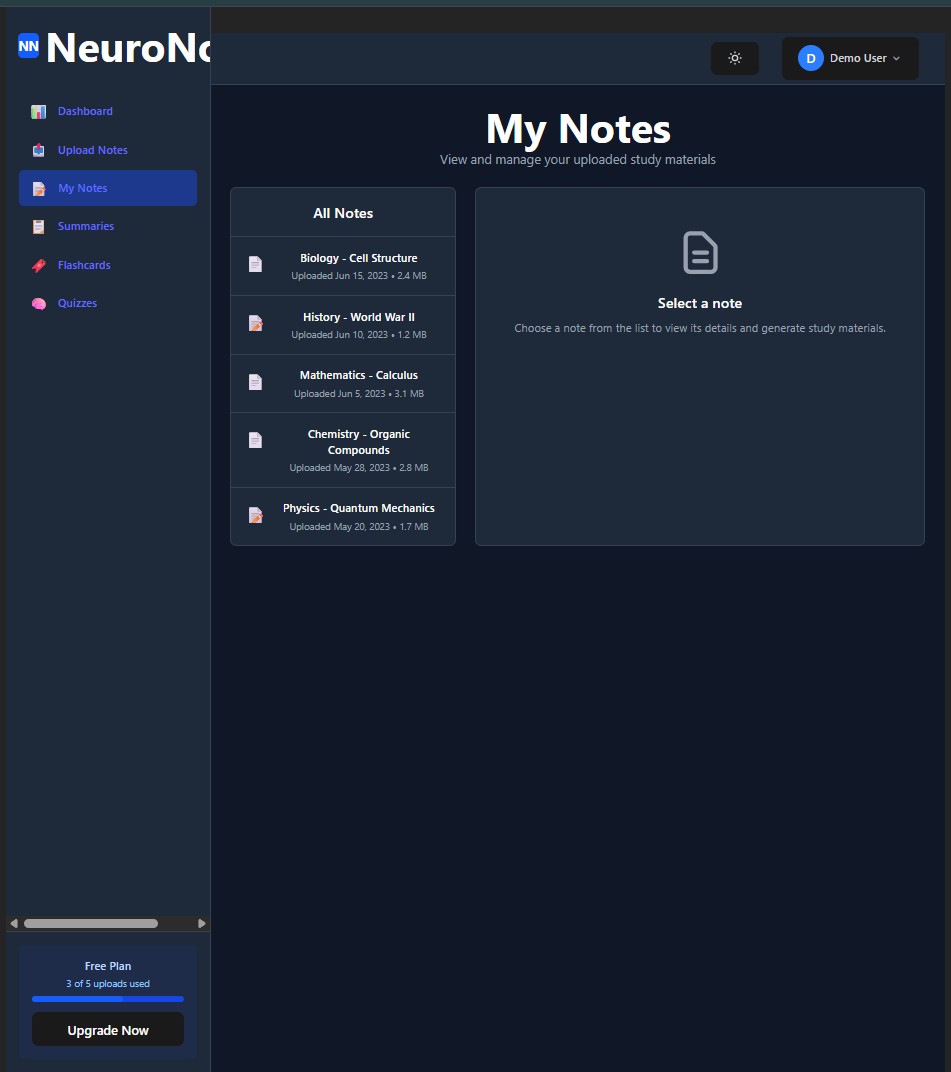 NN NeuroNo
Dashboard
Upload Notes
My Notes
Summaries
Flashcards
Quizzes
Free Plan
3 of 5 uploads used
Upgrade Now
D Demo User
My Notes
View and manage your uploaded study materials
All Notes
Biology - Cell Structure
Uploaded Jun 15, 2023 • 2.4 MB
History - World War II
Uploaded Jun 10, 2023 • 1.2 MB
Mathematics - Calculus
Uploaded Jun 5, 2023 • 3.1 MB
Chemistry - Organic
Compounds
Uploaded May 28, 2023 • 2.8 MB
Physics - Quantum Mechanics
Uploaded May 20, 2023 • 1.7 MB
Select a note
Choose a note from the list to view its details and generate study materials.